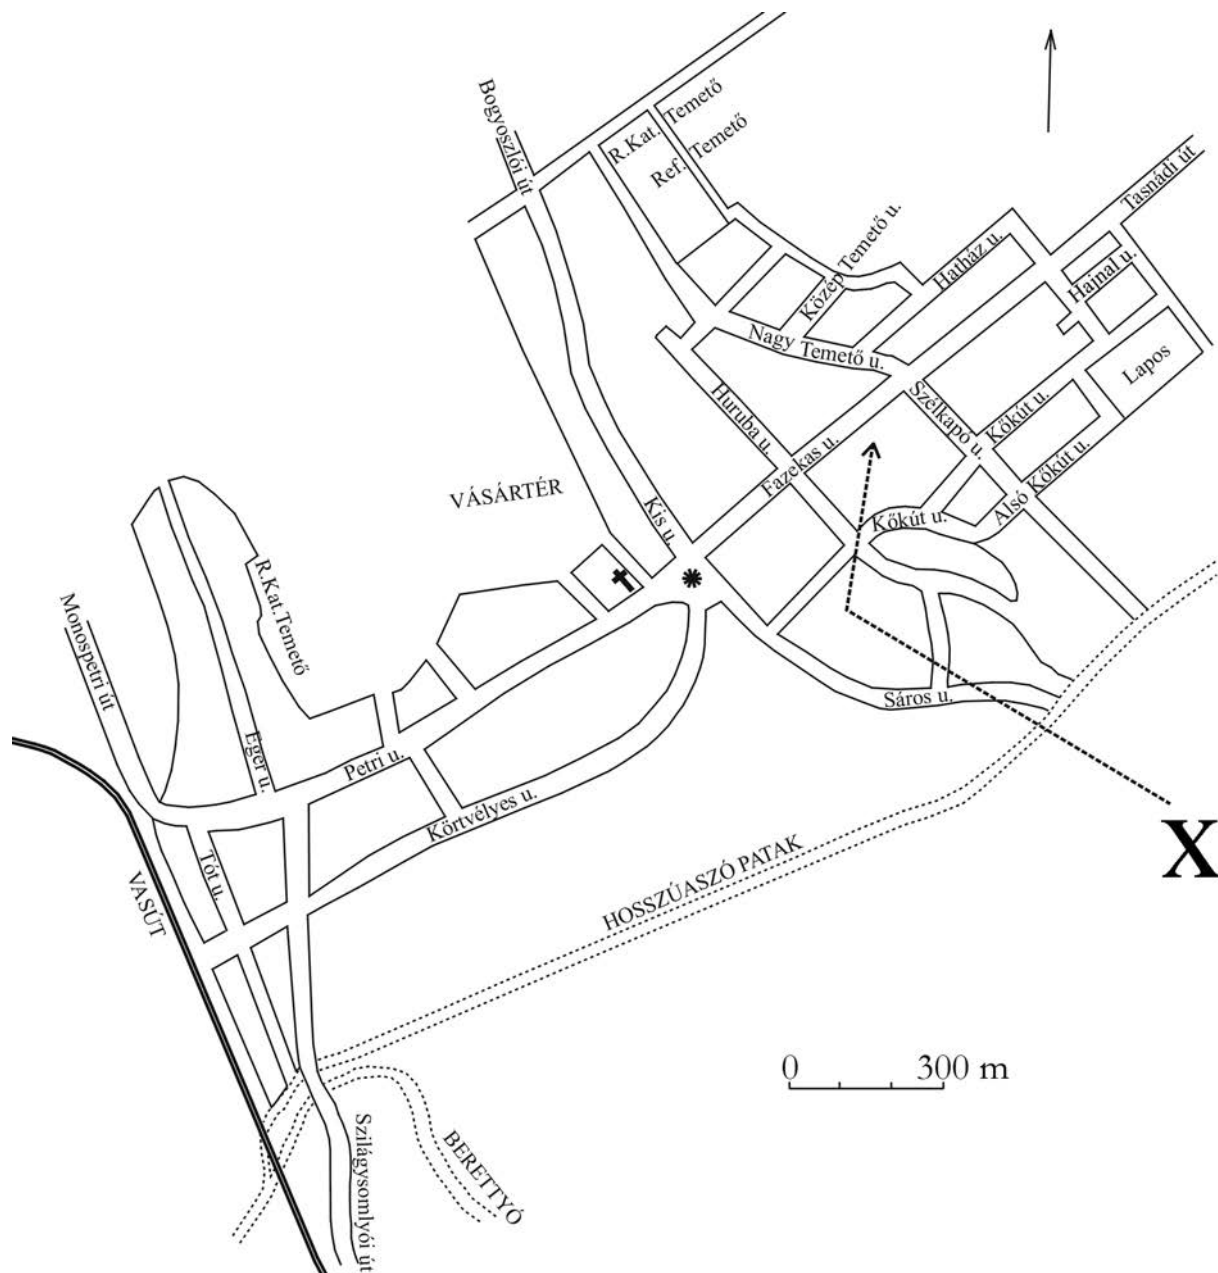 Bogyoszlói út
R.Kat. Temető
Ref. Temető
Tasnádi út
Közép Temető u.
Hatház u.
Hajnal u.
Nagy Temető u.
Lapos
Huruba u.
Szélkapó u.
Kőkút u.
Fazekas u.
Alsó Kőkút u.
VÁSÁRTÉR
Kis u.
Kőkút u.
R.Kat.Temető
Monospetri út
Sáros u.
Eger u.
Petri u.
Körtvélyes u.
X
Tót u.
VASÚT
HOSSZÚASZÓ PATAK
0 300 m
Szilágysomlyói út
BERETTYÓ